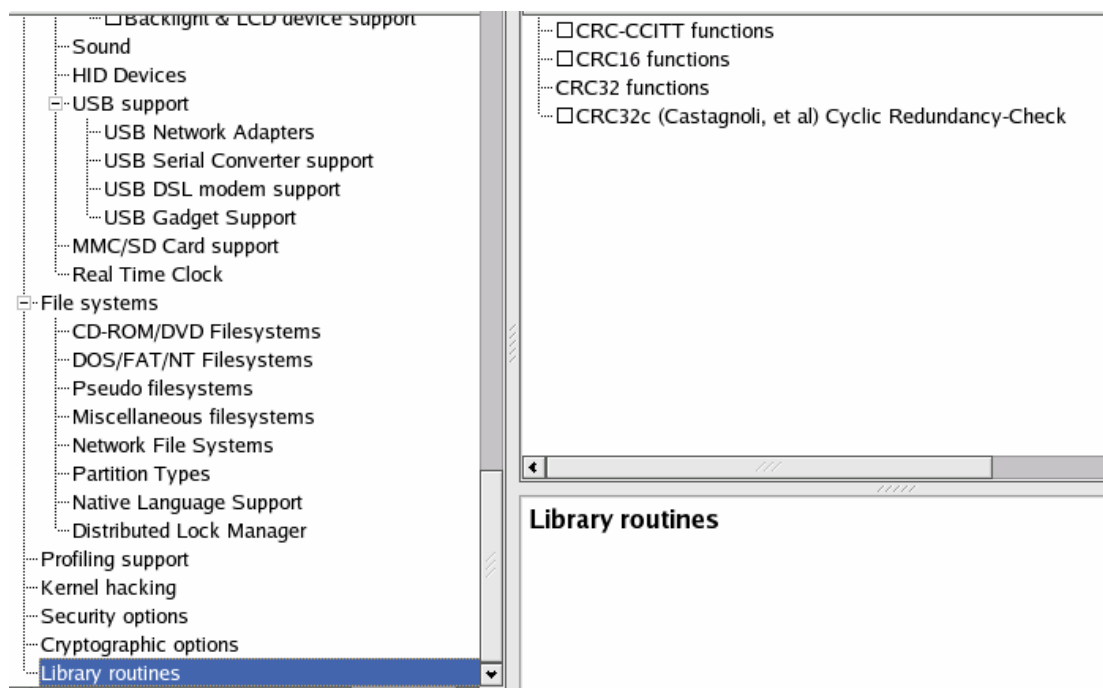 Backlight & LCD device support
Sound
HID Devices
USB support
USB Network Adapters
USB Serial Converter support
USB DSL modem support
USB Gadget Support
MMC/SD Card support
Real Time Clock
File systems
CD-ROM/DVD Filesystems
DOS/FAT/NT Filesystems
Pseudo filesystems
Miscellaneous filesystems
Network File Systems
Partition Types
Native Language Support
Distributed Lock Manager
Profiling support
Kernel hacking
Security options
Cryptographic options
Library routines
CRC-CCITT functions
CRC16 functions
CRC32 functions
CRC32c (Castagnoli, et al) Cyclic Redundancy-Check
Library routines